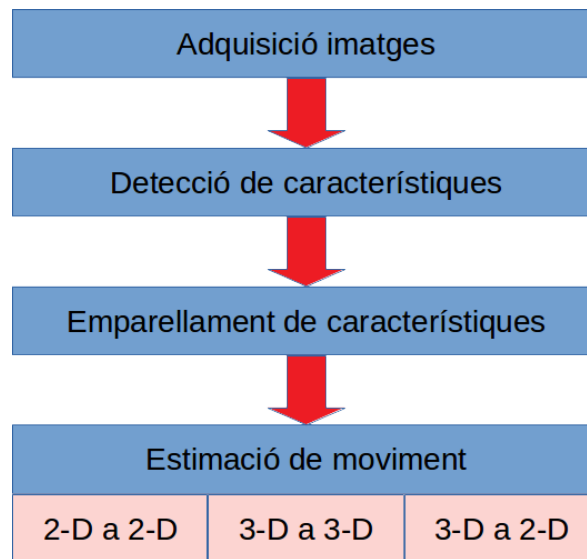 Adquisició imatges
Detecció de característiques
Emparellament de característiques
Estimació de moviment
2-D a 2-D
3-D a 3-D
3-D a 2-D